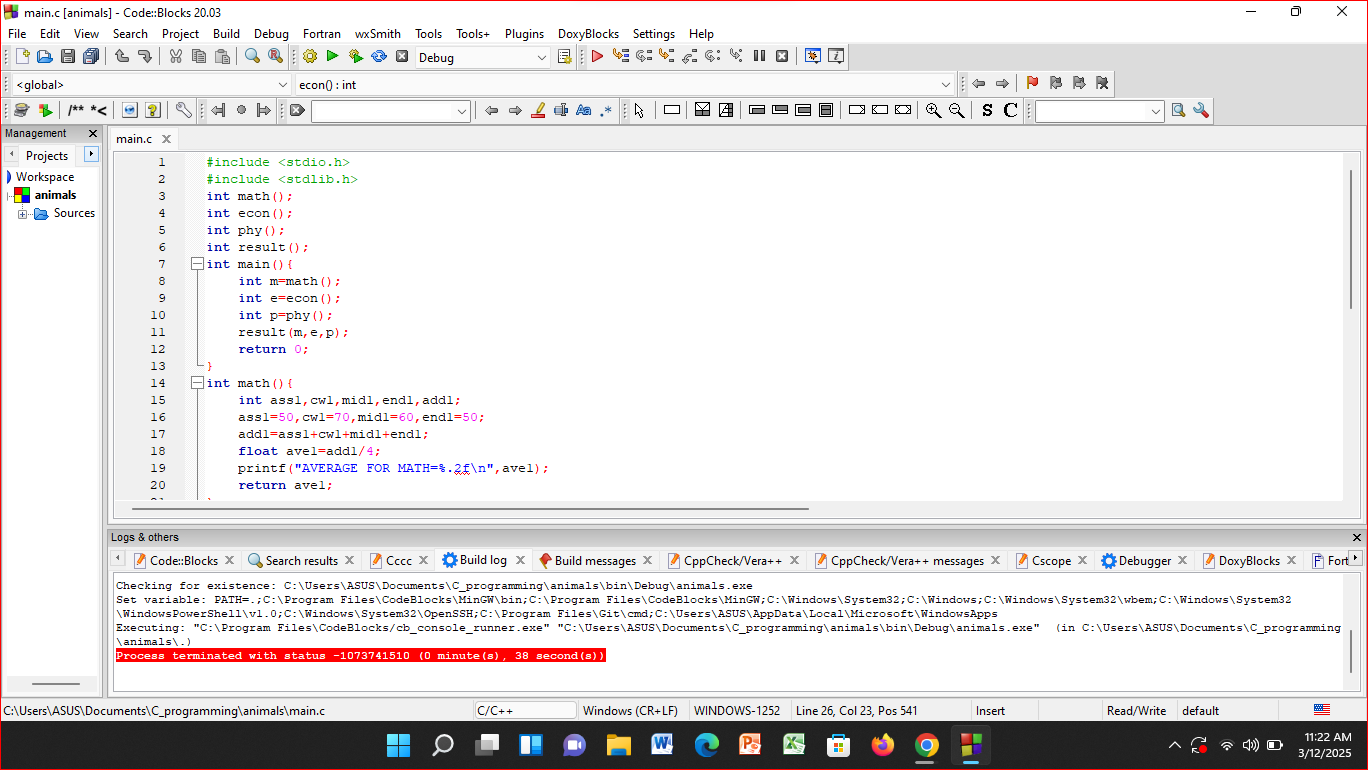 main.c [animals] - Code::Blocks 20.03
File Edit View Search Project Build Debug Fortran wxSmith Tools Tools+ Plugins DoxyBlocks Settings Help
Debug
<global> econ() : int
/** *< Aa .* S C
Management
Projects
Workspace
animals
Sources
main.c
1 #include <stdio.h>
2 #include <stdlib.h>
3 int math();
4 int econ();
5 int phy();
6 int result();
7 int main(){
8 int m=math();
9 int e=econ();
10 int p=phy();
11 result(m,e,p);
12 return 0;
13 }
14 int math(){
15 int ass1,cw1,mid1,end1,add1;
16 ass1=50,cw1=70,mid1=60,end1=50;
17 add1=ass1+cw1+mid1+end1;
18 float ave1=add1/4;
19 printf("AVERAGE FOR MATH=%.2f\n",ave1);
20 return ave1;
Logs & others
Code::Blocks Search results Cccc Build log Build messages CppCheck/Vera++ CppCheck/Vera++ messages Cscope Debugger DoxyBlocks Fort
Checking for existence: C:\Users\ASUS\Documents\C_programming\animals\bin\Debug\animals.exe
Set variable: PATH=.;C:\Program Files\CodeBlocks\MinGW\bin;C:\Program Files\CodeBlocks\MinGW;C:\Windows\System32;C:\Windows;C:\Windows\System32\wbem;C:\Windows\System32
\WindowsPowerShell\v1.0;C:\Windows\System32\OpenSSH;C:\Program Files\Git\cmd;C:\Users\ASUS\AppData\Local\Microsoft\WindowsApps
Executing: "C:\Program Files\CodeBlocks/cb_console_runner.exe" "C:\Users\ASUS\Documents\C_programming\animals\bin\Debug\animals.exe" (in C:\Users\ASUS\Documents\C_programming
\animals\.)
Process terminated with status -1073741510 (0 minute(s), 38 second(s))
C:\Users\ASUS\Documents\C_programming\animals\main.c C/C++ Windows (CR+LF) WINDOWS-1252 Line 26, Col 23, Pos 541 Insert Read/Write default
11:22 AM
3/12/2025